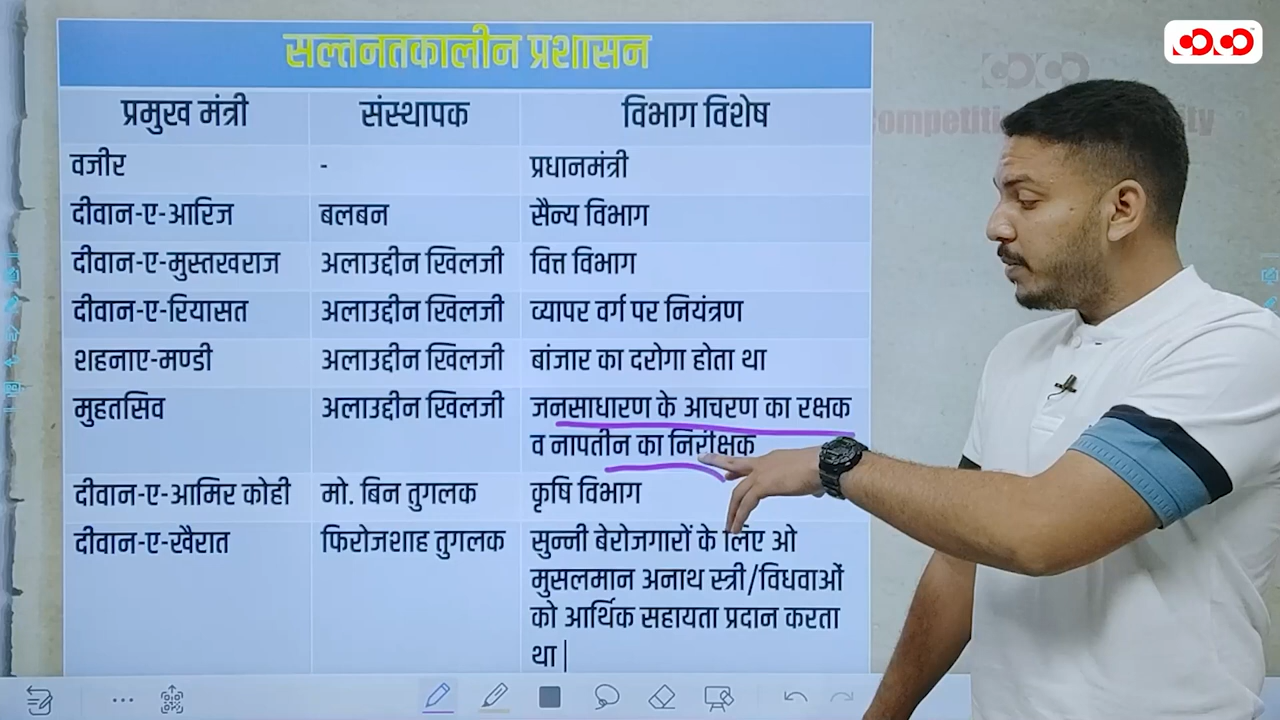 सल्तनतकालीन प्रशासन
प्रमुख मंत्री संस्थापक विभाग विशेष
वजीर - प्रधानमंत्री
दीवान-ए-आरिज बलबन सैन्य विभाग
दीवान-ए-मुस्तखराज अलाउद्दीन खिलजी वित्त विभाग
दीवान-ए-रियासत अलाउद्दीन खिलजी व्यापर वर्ग पर नियंत्रण
शहनाए-मण्डी अलाउद्दीन खिलजी बांजार का दरोगा होता था
मुहतसिव अलाउद्दीन खिलजी जनसाधारण के आचरण का रक्षक
व नापतौन का निरीक्षक
दीवान-ए-आमिर कोही मो. बिन तुगलक कृषि विभाग
दीवान-ए-खैरात फिरोजशाह तुगलक सुन्नी बेरोजगारों के लिए ओ
मुसलमान अनाथ स्त्री/विधवाओं
को आर्थिक सहायता प्रदान करता
था |